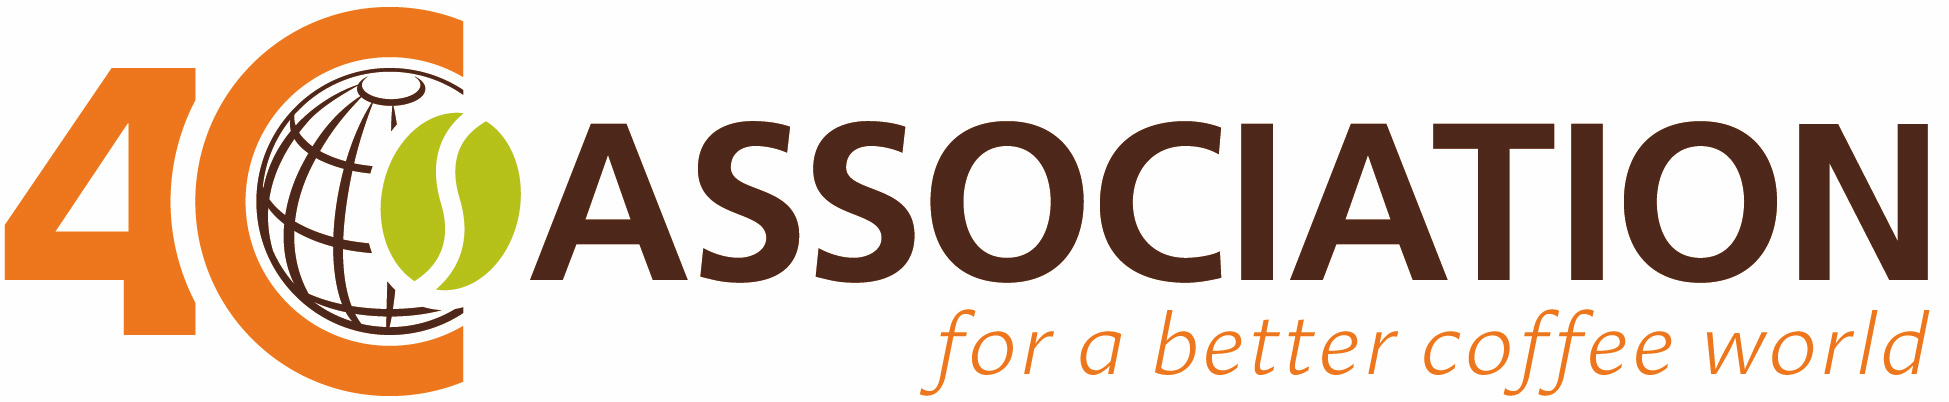 4C ASSOCIATION
for a better coffee world